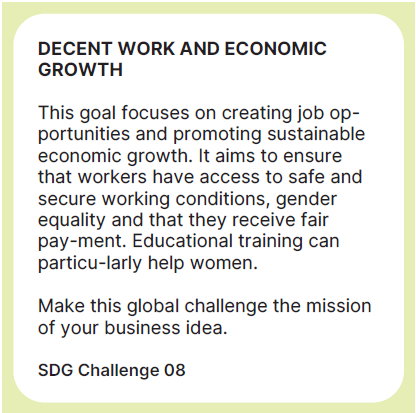 DECENT WORK AND ECONOMIC
GROWTH
This goal focuses on creating job op-
portunities and promoting sustainable
economic growth. It aims to ensure
that workers have access to safe and
secure working conditions, gender
equality and that they receive fair
pay-ment. Educational training can
particu-larly help women.
Make this global challenge the mission
of your business idea.
SDG Challenge 08